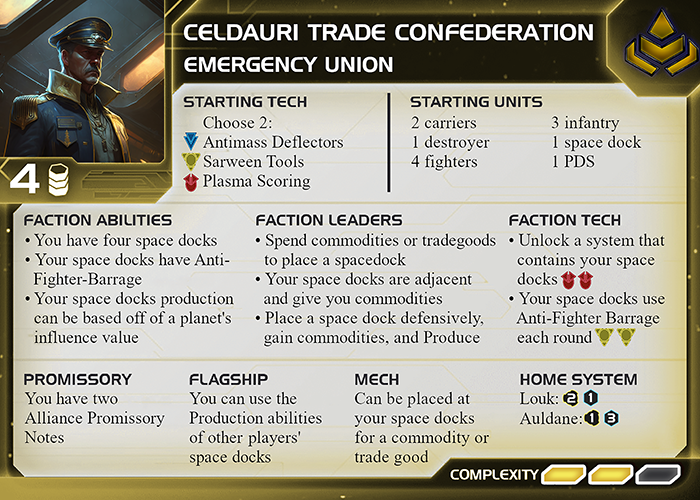 CELDAURI TRADE CONFEDERATION
EMERGENCY UNION
4
STARTING TECH
Choose 2:
Antimass Deflectors
Sarween Tools
Plasma Scoring
STARTING UNITS
2 carriers 3 infantry
1 destroyer 1 space dock
4 fighters 1 PDS
FACTION ABILITIES
• You have four space docks
• Your space docks have Anti-
Fighter-Barrage
• Your space docks production
can be based off of a planet's
influence value
FACTION LEADERS
• Spend commodities or tradegoods
to place a spacedock
• Your space docks are adjacent
and give you commodities
• Place a space dock defensively,
gain commodities, and Produce
FACTION TECH
• Unlock a system that
contains your space
docks
• Your space docks use
Anti-Fighter Barrage
each round
PROMISSORY
You have two
Alliance Promissory
Notes
FLAGSHIP
You can use the
Production abilities
of other players'
space docks
MECH
Can be placed at
your space docks
for a commodity or
trade good
HOME SYSTEM
Louk: 2 1
Auldane: 1 3
COMPLEXITY